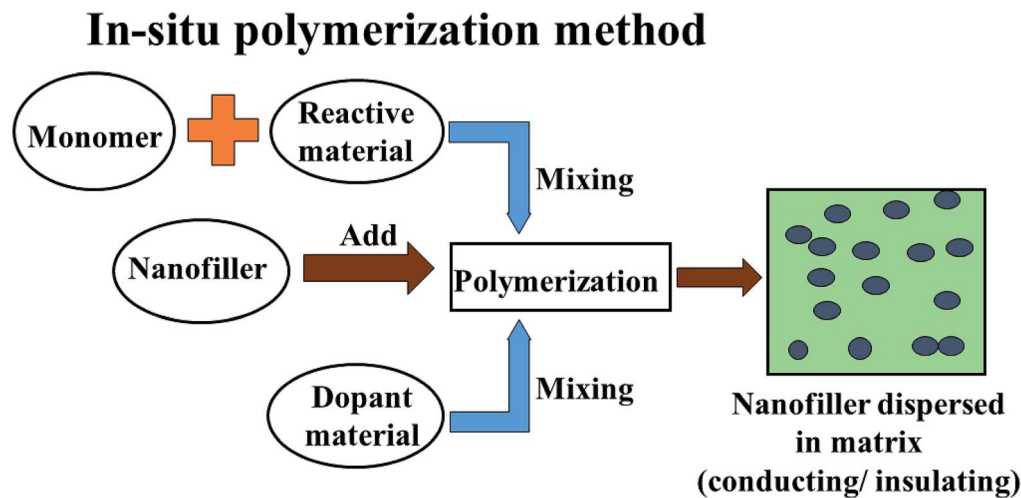 In-situ polymerization method
Monomer
Reactive
material
Mixing
Nanofiller
Add
Polymerization
Dopant
material
Mixing
Nanofiller dispersed
in matrix
(conducting/ insulating)